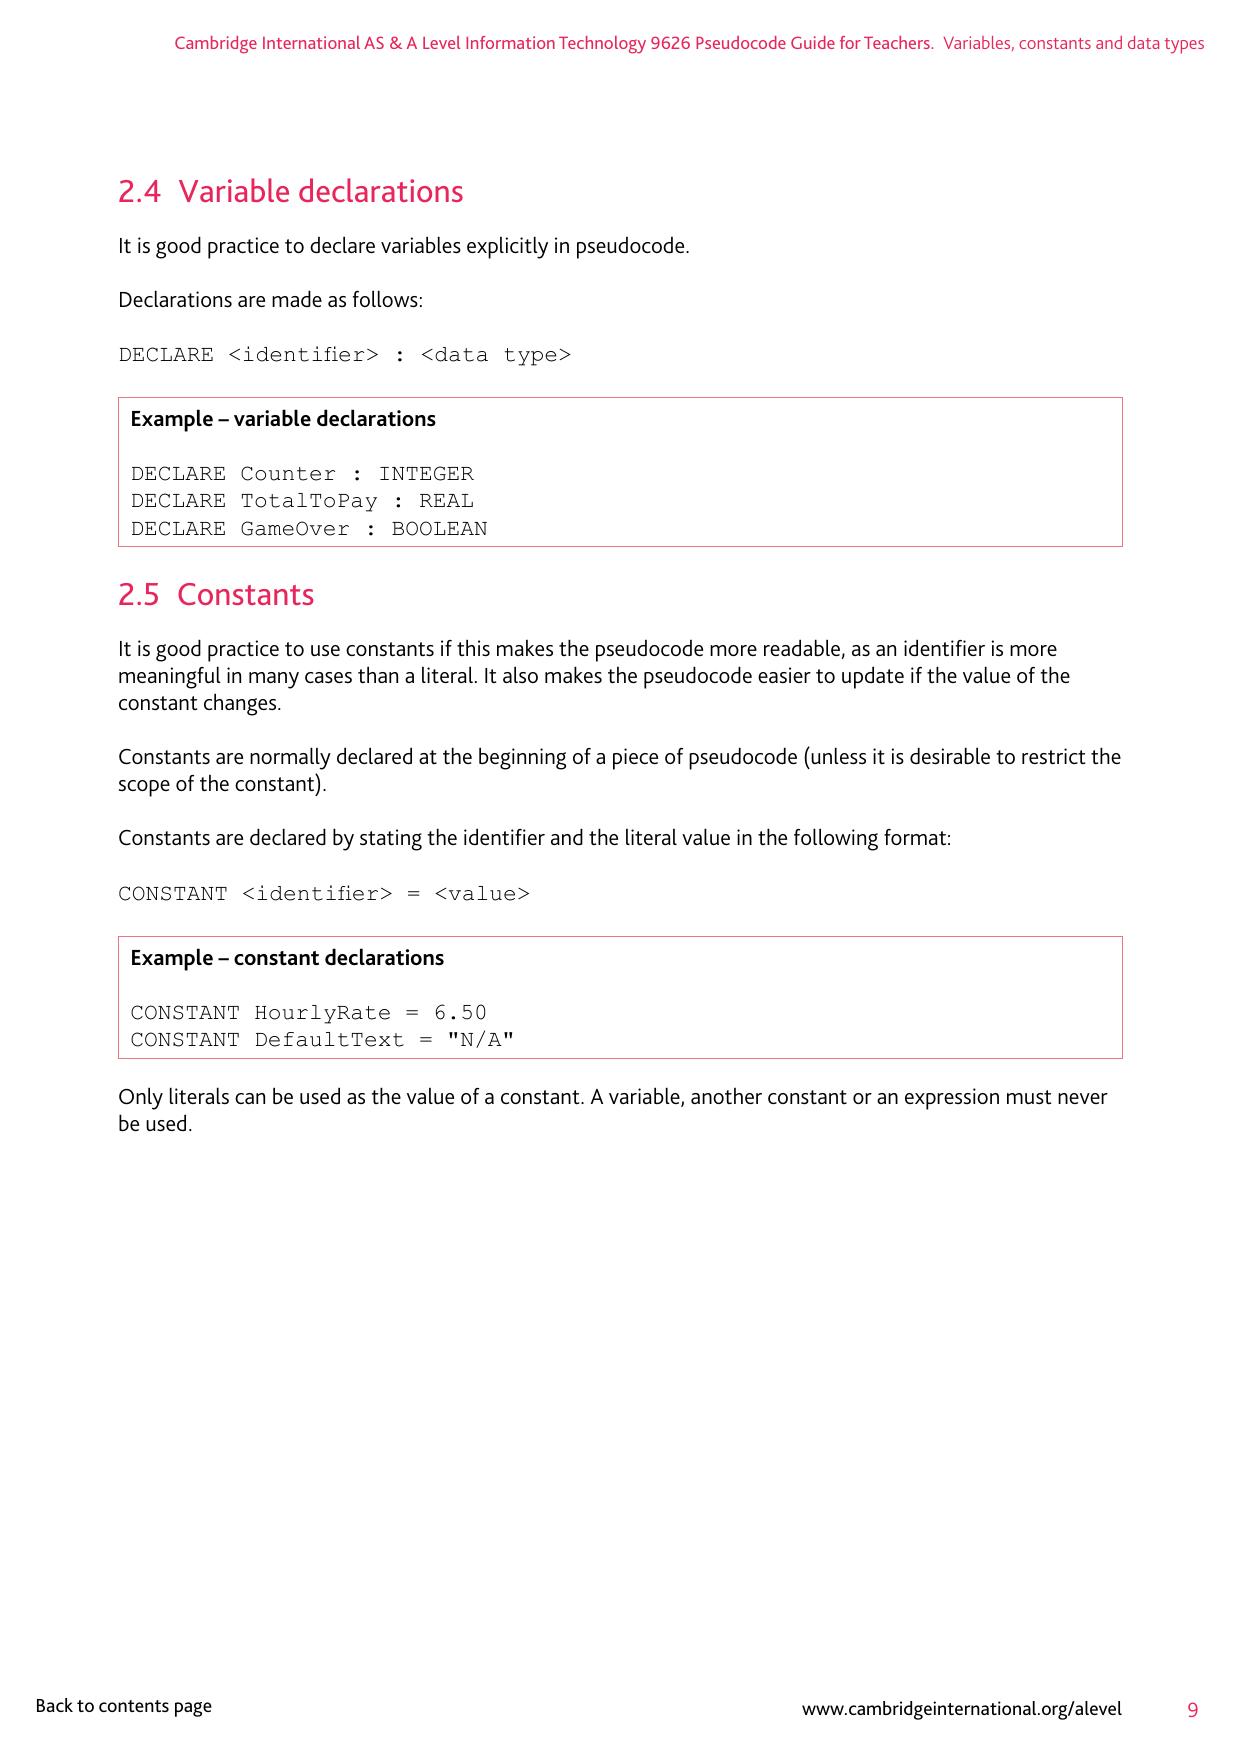 Cambridge International AS & A Level Information Technology 9626 Pseudocode Guide for Teachers. Variables, constants and data types
2.4 Variable declarations
It is good practice to declare variables explicitly in pseudocode.
Declarations are made as follows:
DECLARE <identifier> : <data type>
Example – variable declarations
DECLARE Counter : INTEGER
DECLARE TotalToPay : REAL
DECLARE GameOver : BOOLEAN
2.5 Constants
It is good practice to use constants if this makes the pseudocode more readable, as an identifier is more
meaningful in many cases than a literal. It also makes the pseudocode easier to update if the value of the
constant changes.
Constants are normally declared at the beginning of a piece of pseudocode (unless it is desirable to restrict the
scope of the constant).
Constants are declared by stating the identifier and the literal value in the following format:
CONSTANT <identifier> = <value>
Example – constant declarations
CONSTANT HourlyRate = 6.50
CONSTANT DefaultText = "N/A"
Only literals can be used as the value of a constant. A variable, another constant or an expression must never
be used.
Back to contents page
www.cambridgeinternational.org/alevel 9